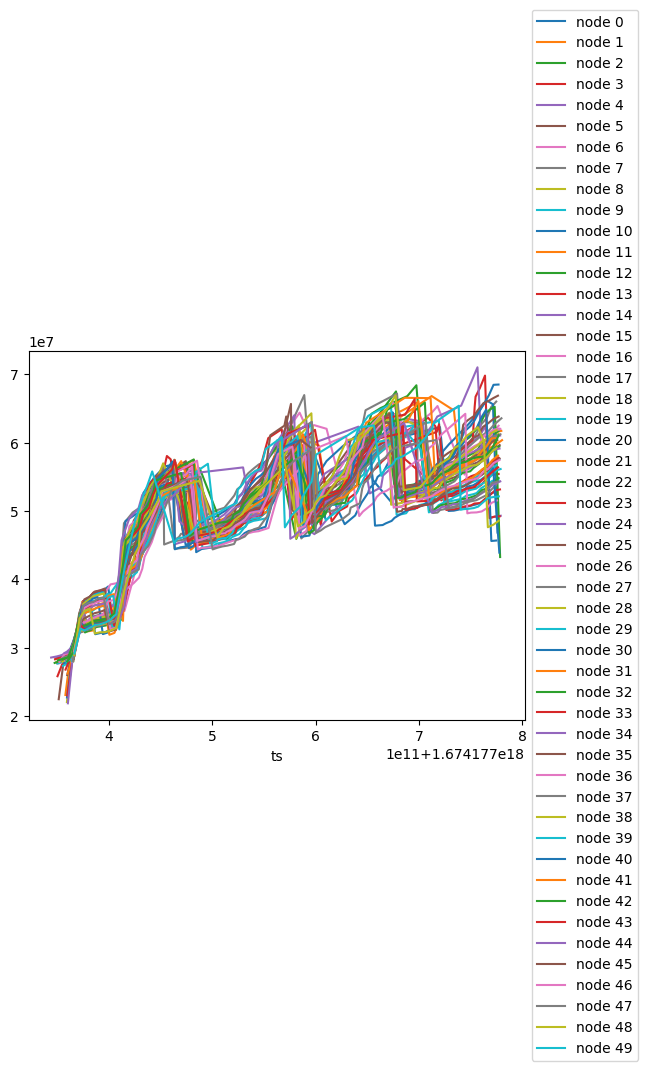 1e7
7
6
5
4
3
2
4 5 6 7 8
ts
1e11+1.674177e18
node 0
node 1
node 2
node 3
node 4
node 5
node 6
node 7
node 8
node 9
node 10
node 11
node 12
node 13
node 14
node 15
node 16
node 17
node 18
node 19
node 20
node 21
node 22
node 23
node 24
node 25
node 26
node 27
node 28
node 29
node 30
node 31
node 32
node 33
node 34
node 35
node 36
node 37
node 38
node 39
node 40
node 41
node 42
node 43
node 44
node 45
node 46
node 47
node 48
node 49